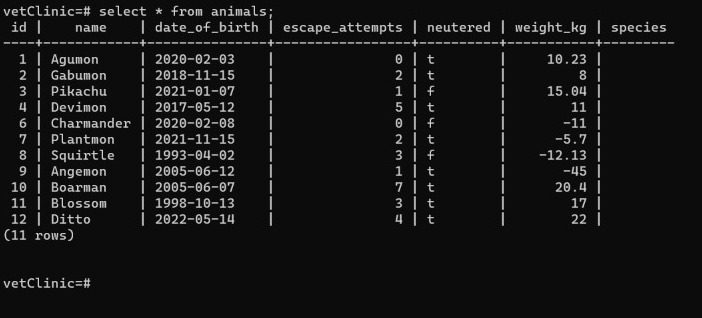 vetClinic=# select * from animals;
 id |    name    | date_of_birth | escape_attempts | neutered | weight_kg | species
----+------------+---------------+-----------------+----------+-----------+---------
  1 | Agumon     | 2020-02-03    |               0 | t        |     10.23 |
  2 | Gabumon    | 2018-11-15    |               2 | t        |         8 |
  3 | Pikachu    | 2021-01-07    |               1 | f        |     15.04 |
  4 | Devimon    | 2017-05-12    |               5 | t        |        11 |
  6 | Charmander | 2020-02-08    |               0 | f        |       -11 |
  7 | Plantmon   | 2021-11-15    |               2 | t        |      -5.7 |
  8 | Squirtle   | 1993-04-02    |               3 | f        |    -12.13 |
  9 | Angemon    | 2005-06-12    |               1 | t        |       -45 |
 10 | Boarman    | 2005-06-07    |               7 | t        |      20.4 |
 11 | Blossom    | 1998-10-13    |               3 | t        |        17 |
 12 | Ditto      | 2022-05-14    |               4 | t        |        22 |
(11 rows)
vetClinic=#